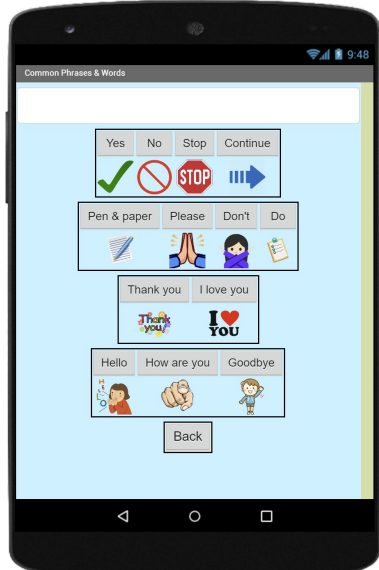 9:48
Common Phrases & Words
Yes No Stop Continue
STOP
Pen & paper Please Don't Do
Thank you I love you
Thank you!
I ♥ YOU
Hello How are you Goodbye
HELLO
Back